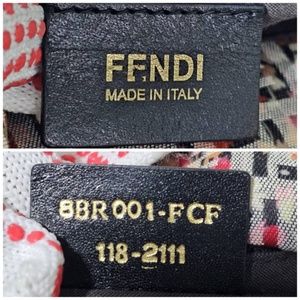 FENDI
MADE IN ITALY
8BR001-FCF
118-2111